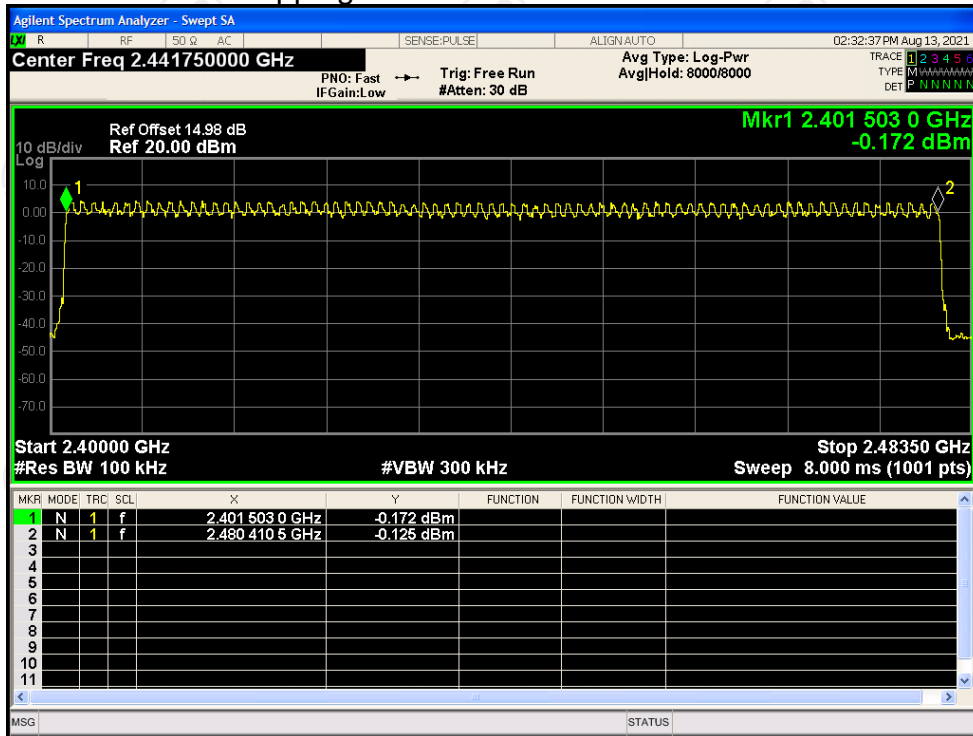 Agilent Spectrum Analyzer - Swept SA
LXI R RF 50 Ω AC SENSE:PULSE ALIGNAUTO 02:32:37 PM Aug 13, 2021
Center Freq 2.441750000 GHz
PNO: Fast
IFGain:Low
Trig: Free Run
#Atten: 30 dB
Avg Type: Log-Pwr
Avg|Hold: 8000/8000
TRACE 1 2 3 4 5 6
TYPE M
DET P N N N N N
Ref Offset 14.98 dB
10 dB/div Ref 20.00 dBm
Log
Mkr1 2.401 503 0 GHz
-0.172 dBm
1
2
10.0
0.00
-10.0
-20.0
-30.0
-40.0
-50.0
-60.0
-70.0
Start 2.40000 GHz Stop 2.48350 GHz
#Res BW 100 kHz #VBW 300 kHz Sweep 8.000 ms (1001 pts)
MKR MODE TRC SCL X Y FUNCTION FUNCTION WIDTH FUNCTION VALUE
1 N 1 f 2.401 503 0 GHz -0.172 dBm
2 N 1 f 2.480 410 5 GHz -0.125 dBm
3
4
5
6
7
8
9
10
11
MSG STATUS